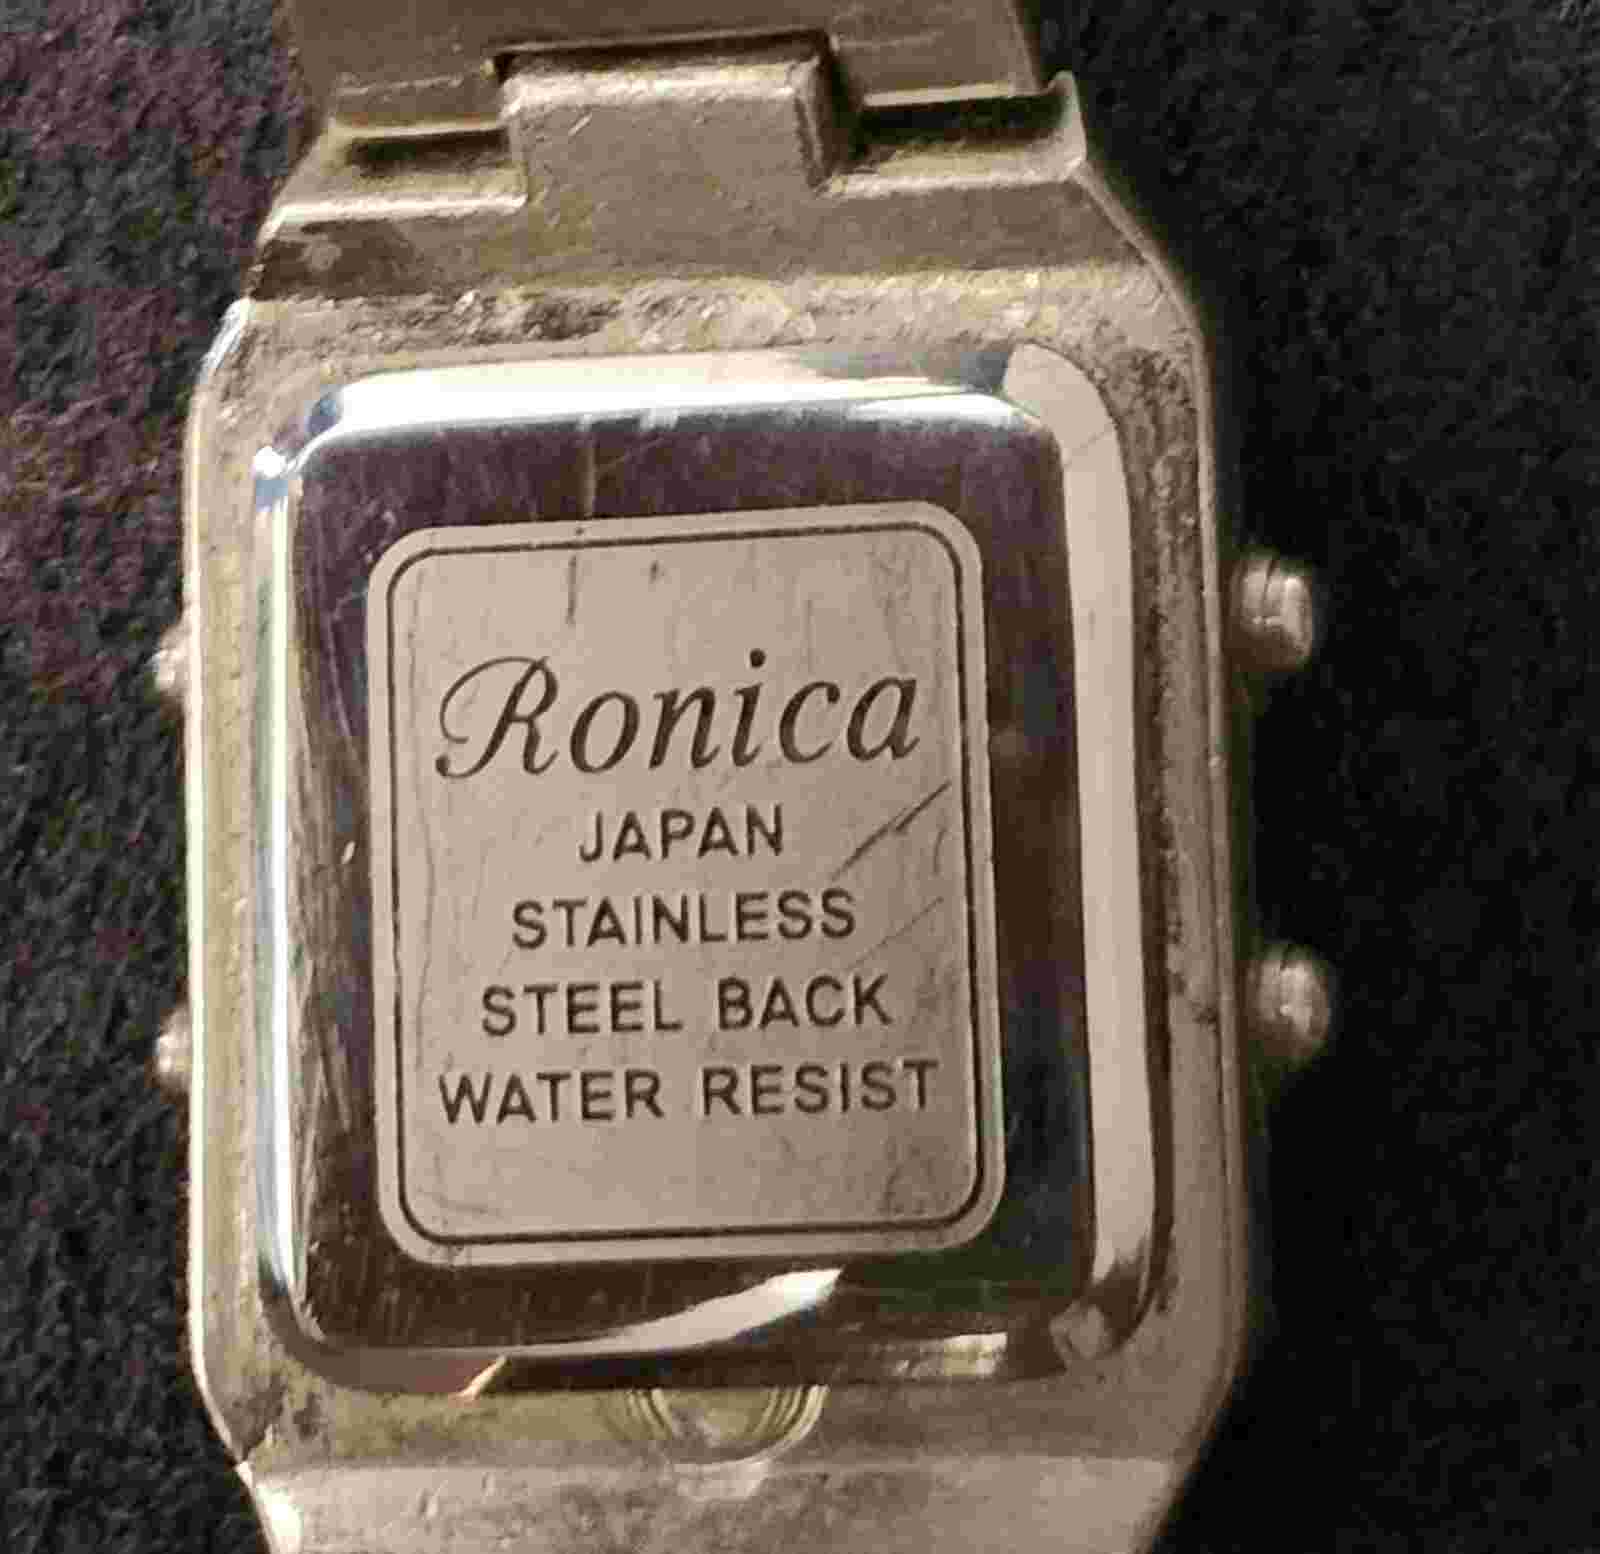 Ronica
JAPAN
STAINLESS
STEEL BACK
WATER RESIST